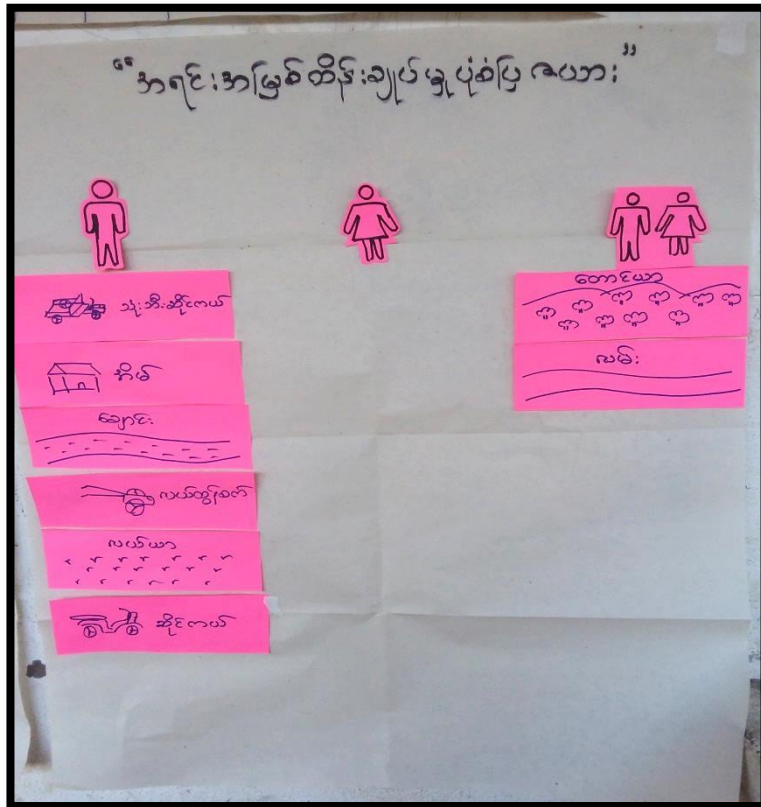 “အရင်းအမြစ်ထိန်းချုပ်မှုပုံစံပြ ဇယား”
သုံးဘီးဆိုင်ကယ်
အိမ်
ချောင်း
လယ်ထွန်စက်
လယ်ယာ
ဆိုင်ကယ်
တောင်ယာ
လမ်း